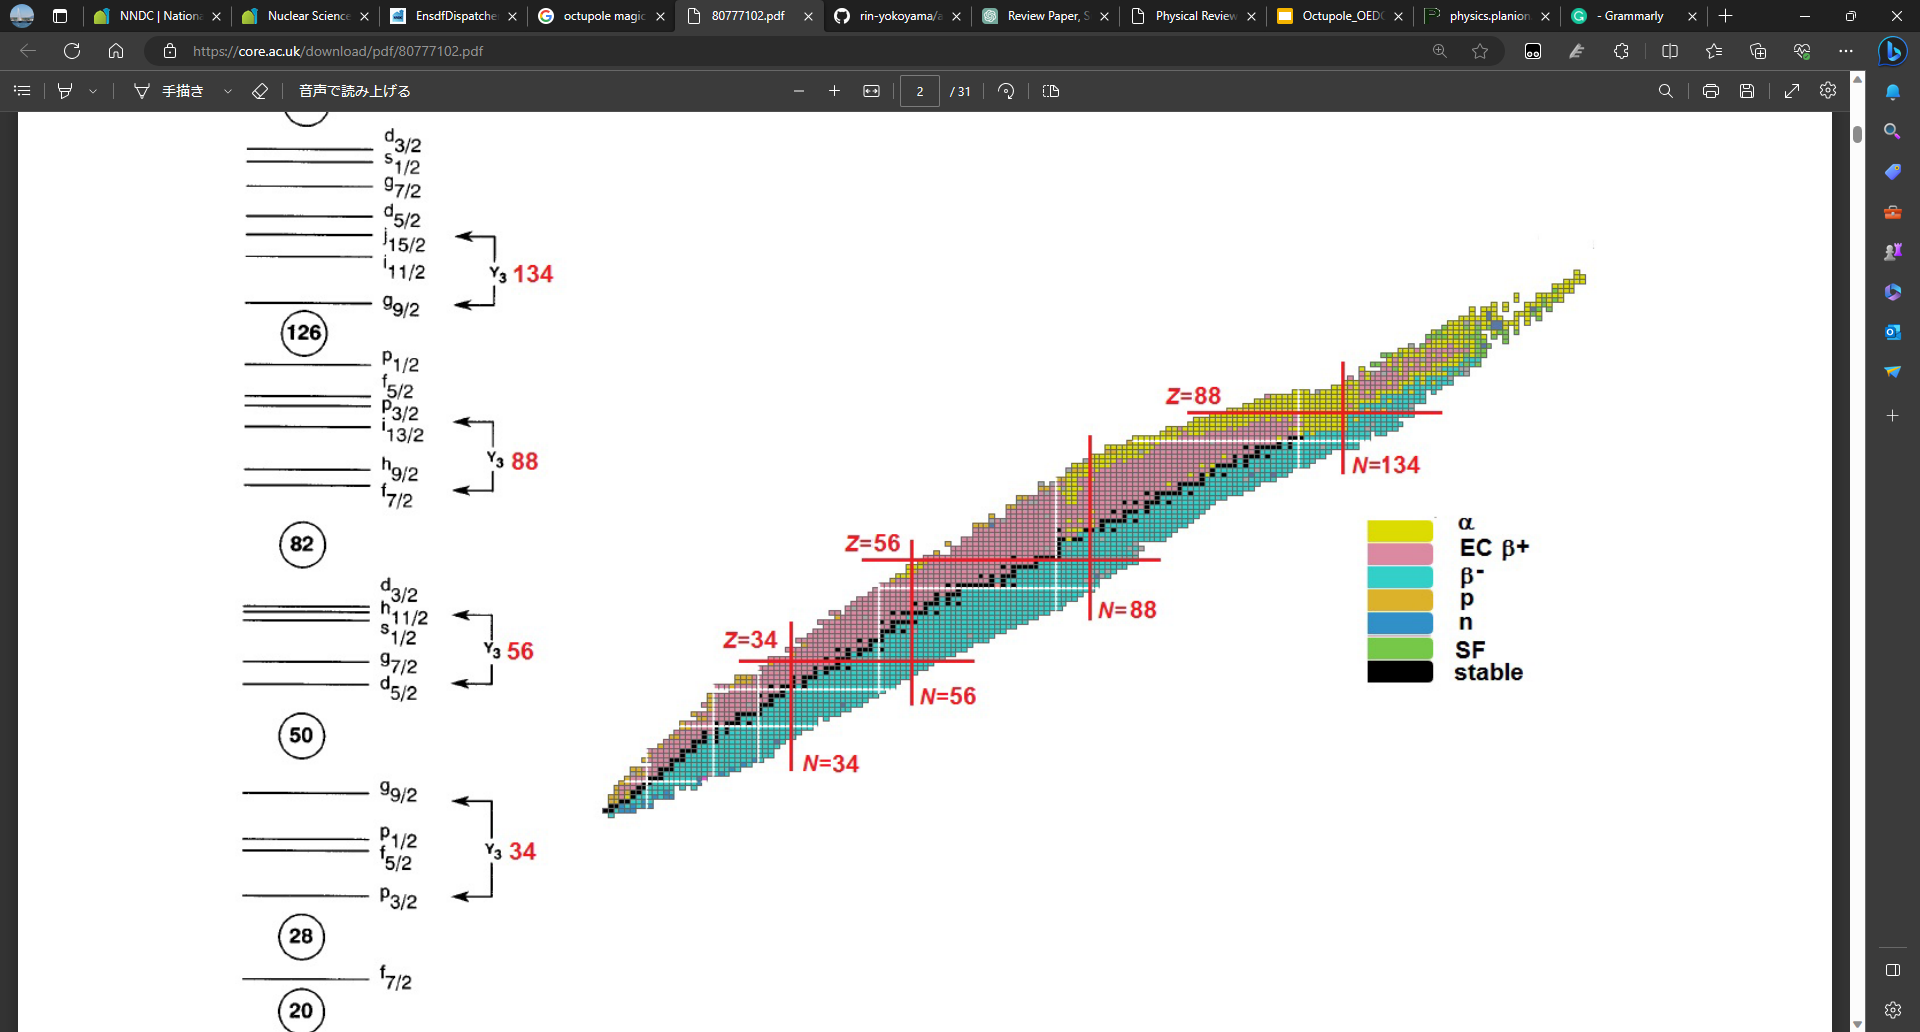 NNDC | Nationa
Nuclear Science
EnsdfDispatche
octupole magic
80777102.pdf
rin-yokoyama/a
Review Paper, S
Physical Review
Octupole_OEDO
physics.planion.
- Grammarly
https://core.ac.uk/download/pdf/80777102.pdf
手描き
音声で読み上げる
2 / 31
d3/2
s1/2
g7/2
d5/2
j15/2
i11/2
Y3 134
g9/2
126
p1/2
f5/2
p3/2
i13/2
Y3 88
h9/2
f7/2
82
d3/2
h11/2
s1/2
Y3 56
g7/2
d5/2
50
g9/2
p1/2
Y3 34
f5/2
p3/2
28
f7/2
20
Z=88
N=134
Z=56
N=88
Z=34
N=56
N=34
α
EC β+
β-
p
n
SF
stable